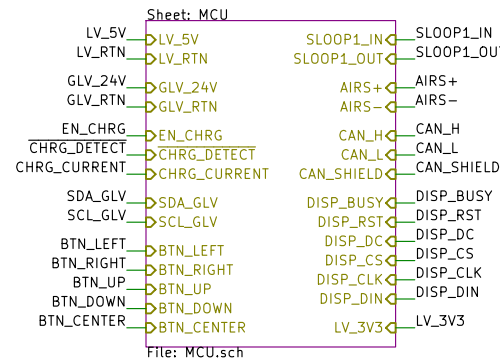 Sheet: MCU
LV_5V LV_5V SLOOP1_IN SLOOP1_IN
LV_RTN LV_RTN SLOOP1_OUT SLOOP1_OU
GLV_24V GLV_24V AIRS+ AIRS+
GLV_RTN GLV_RTN AIRS− AIRS−
EN_CHRG EN_CHRG CAN_H CAN_H
CHRG_DETECT CHRG_DETECT CAN_L CAN_L
CHRG_CURRENT CHRG_CURRENT CAN_SHIELD CAN_SHIELD
SDA_GLV SDA_GLV DISP_BUSY DISP_BUSY
SCL_GLV SCL_GLV DISP_RST DISP_RST
DISP_DC DISP_DC
BTN_LEFT BTN_LEFT
DISP_CS DISP_CS
BTN_RIGHT BTN_RIGHT
DISP_CLK DISP_CLK
BTN_UP BTN_UP
DISP_DIN DISP_DIN
BTN_DOWN BTN_DOWN
BTN_CENTER BTN_CENTER LV_3V3 LV_3V3
File: MCU.sch